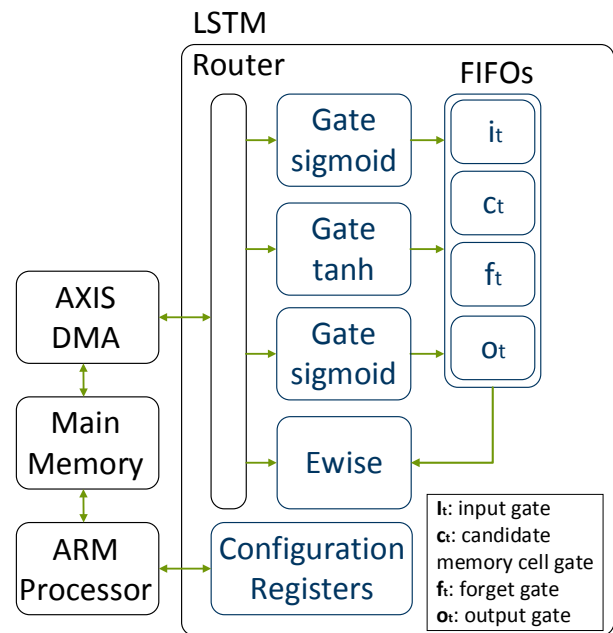 LSTM
Router
FIFOs
Gate
sigmoid
it
Gate
tanh
ct
ft
Gate
sigmoid
ot
Ewise
AXIS
DMA
Main
Memory
ARM
Processor
Configuration
Registers
It: input gate
ct: candidate
memory cell gate
ft: forget gate
ot: output gate